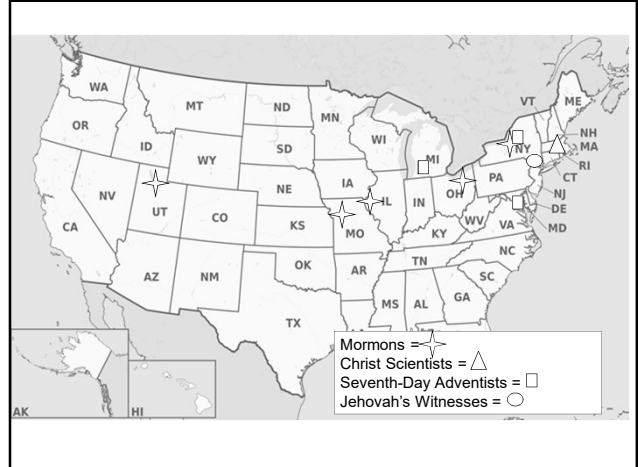 WA
MT
ND
MN
VT
ME
OR
ID
WY
SD
WI
MI
NY
NH
MA
RI
CT
NJ
DE
MD
NV
UT
CO
NE
IA
IL
IN
OH
PA
CA
KS
MO
KY
WV
VA
AZ
NM
OK
AR
TN
NC
SC
TX
MS
AL
GA
Mormons =
Christ Scientists =
Seventh-Day Adventists =
Jehovah's Witnesses =
AK
HI